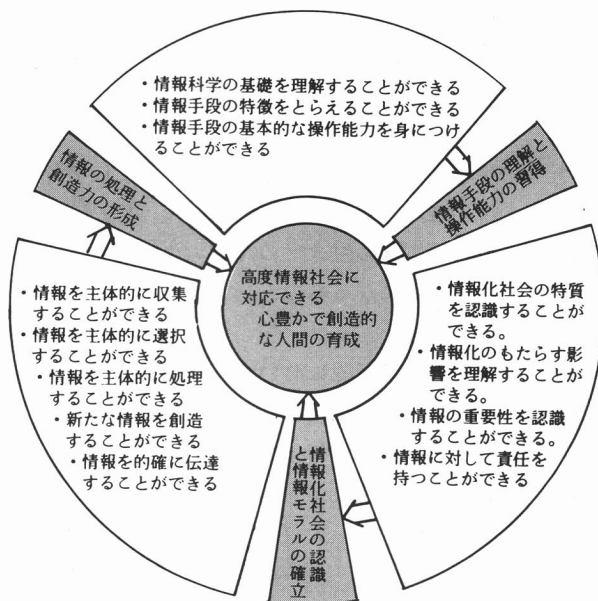 ・情報科学の基礎を理解することができる
・情報手段の特徴をとらえることができる
・情報手段の基本的な操作能力を身につけ
ることができる
情報の処理と
創造力の形成
情報手段の理解と
操作能力の習得
高度情報社会に
対応できる
心豊かで創造的
な人間の育成
・情報を主体的に収集
することができる
・情報を主体的に選択
することができる
・情報を主体的に処理
することができる
・新たな情報を創造
することができる
・情報を的確に伝達
することができる
・情報化社会の特質
を認識することが
できる。
・情報化のもたらす影
響を理解することが
できる。
・情報の重要性を認識
することができる。
・情報に対して責任を
持つことができる
情報化社会の認識
と情報モラルの確立